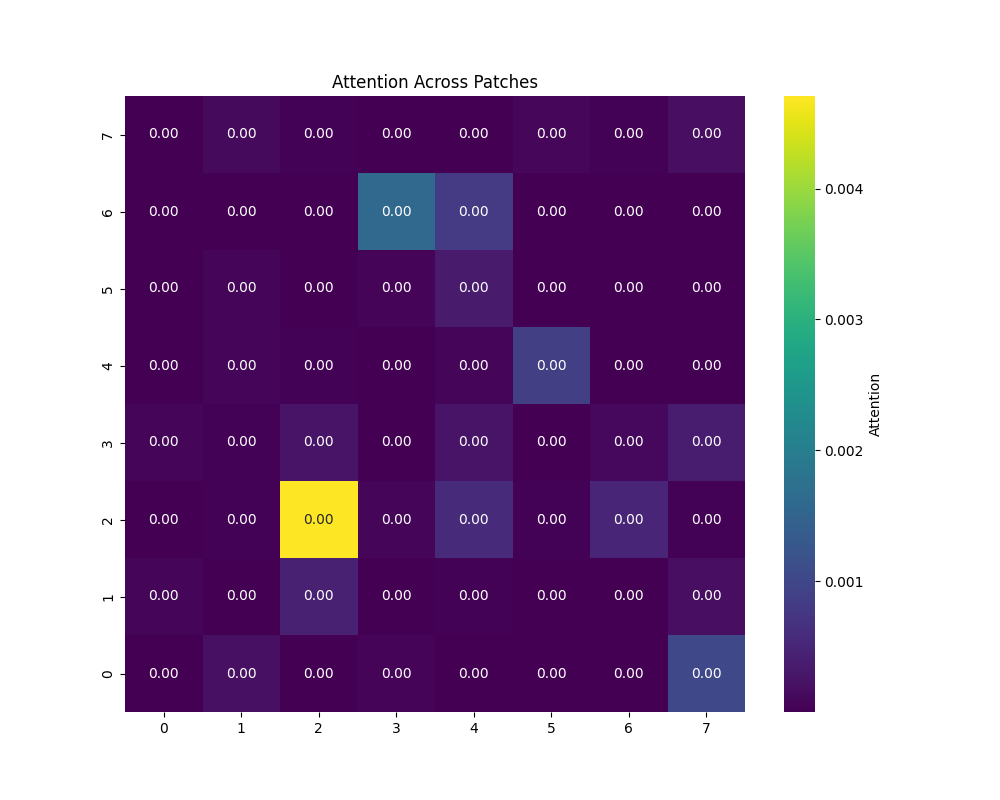 Attention Across Patches
7 0.00 0.00 0.00 0.00 0.00 0.00 0.00 0.00
6 0.00 0.00 0.00 0.00 0.00 0.00 0.00 0.00
5 0.00 0.00 0.00 0.00 0.00 0.00 0.00 0.00
4 0.00 0.00 0.00 0.00 0.00 0.00 0.00 0.00
3 0.00 0.00 0.00 0.00 0.00 0.00 0.00 0.00
2 0.00 0.00 0.00 0.00 0.00 0.00 0.00 0.00
1 0.00 0.00 0.00 0.00 0.00 0.00 0.00 0.00
0 0.00 0.00 0.00 0.00 0.00 0.00 0.00 0.00
0 1 2 3 4 5 6 7
0.004
0.003
0.002
0.001
Attention